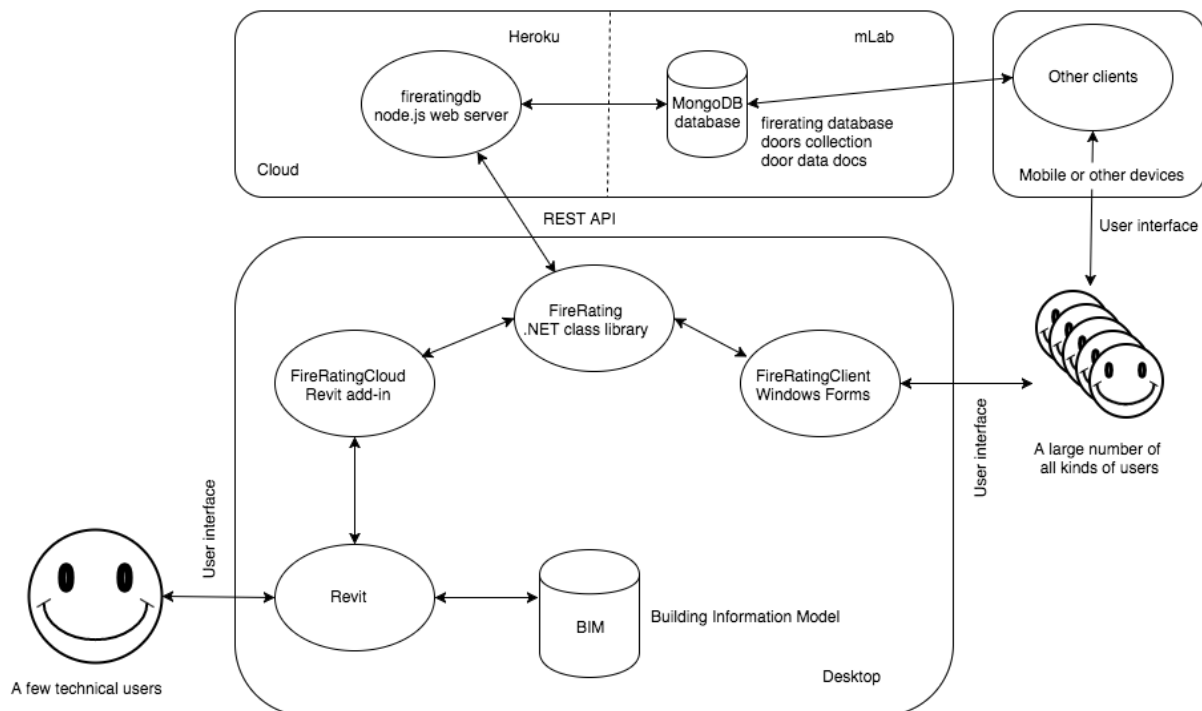 Heroku
mLab
fireratingdb
node.js web server
MongoDB
database
firerating database
doors collection
door data docs
Cloud
Other clients
Mobile or other devices
User interface
REST API
FireRating
.NET class library
FireRatingCloud
Revit add-in
FireRatingClient
Windows Forms
User interface
A large number of
all kinds of users
User interface
Revit
BIM
Building Information Model
Desktop
A few technical users